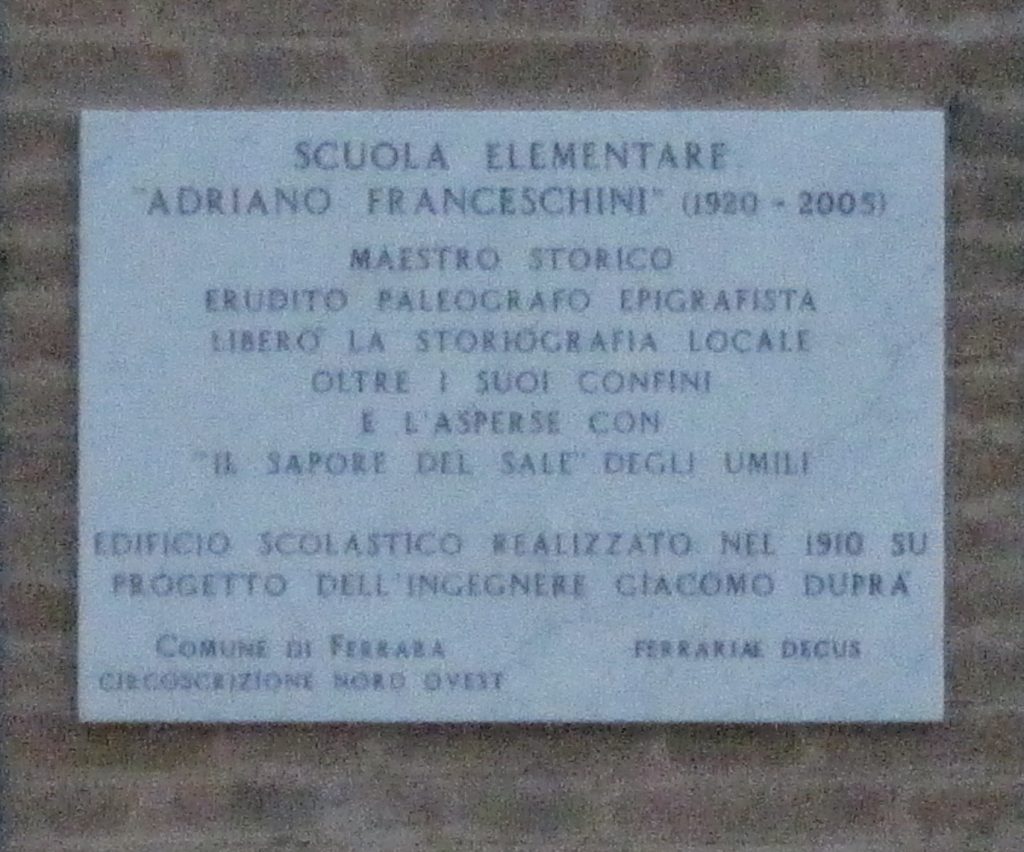 SCUOLA ELEMENTARE
"ADRIANO FRANCESCHINI" (1920 - 2005)
MAESTRO STORICO
ERUDITO PALEOGRAFO EPIGRAFISTA
LIBERO' LA STORIOGRAFIA LOCALE
OLTRE I SUOI CONFINI
E L'ASPERSE CON
"IL SAPORE DEL SALE" DEGLI UMILI
EDIFICIO SCOLASTICO REALIZZATO NEL 1910 SU
PROGETTO DELL'INGEGNERE GIACOMO DUPRA'
COMUNE DI FERRARA
CIRCOSCRIZIONE NORD OVEST
FERRARIAE DECUS